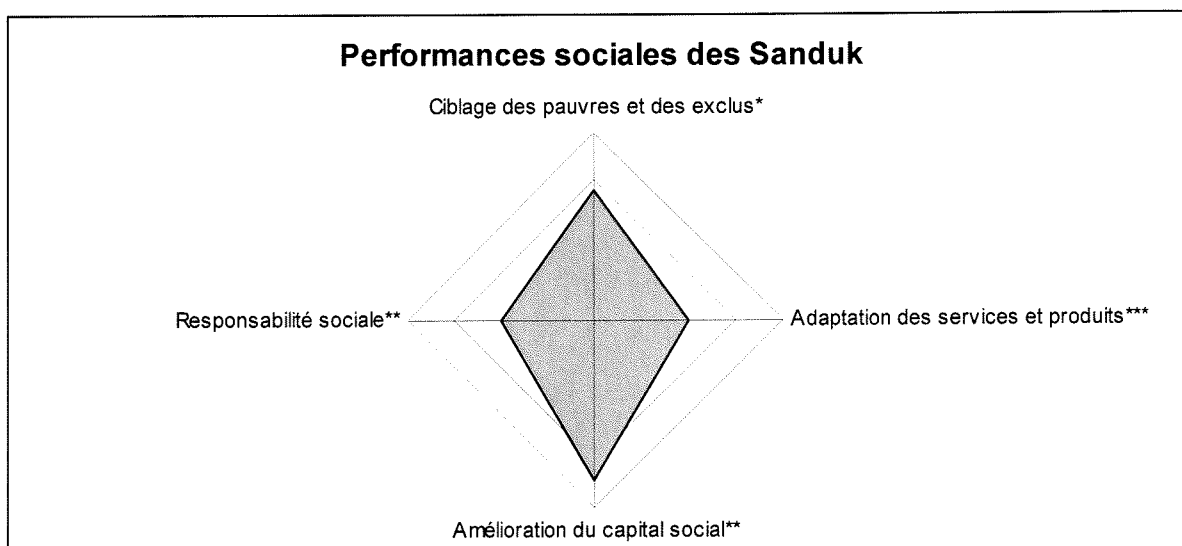 Performances sociales des Sanduk
Ciblage des pauvres et des exclus*
Responsabilité sociale**
Adaptation des services et produits***
Amélioration du capital social**